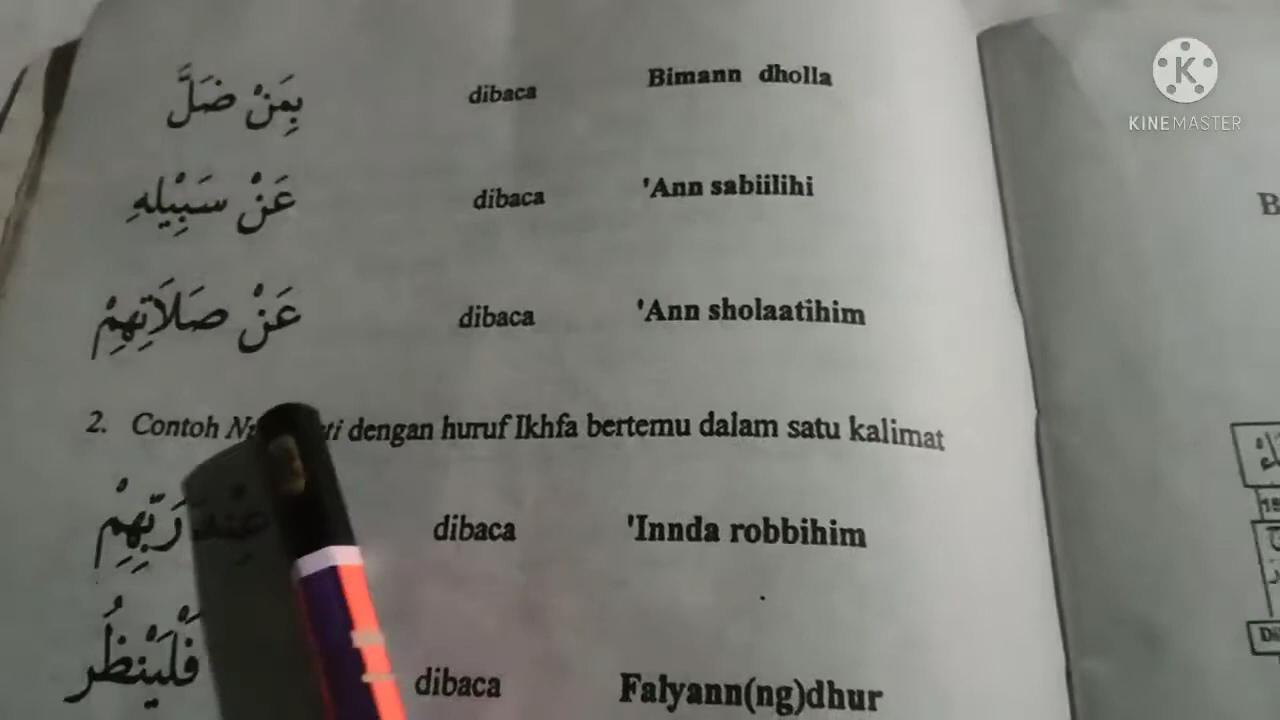 بِمَنْ ضَلَّ dibaca Bimann dholla
عَنْ سَبِيْلِهِ dibaca 'Ann sabiilihi
عَنْ صَلَاتِهِمْ dibaca 'Ann sholaatihim
2. Contoh dengan huruf Ikhfa bertemu dalam satu kalimat
عِنْدَ رَبِّهِمْ dibaca 'Innda robbihim
فَلْيَنْظُر dibaca Falyann(ng)dhur
K
KINEMASTER
B